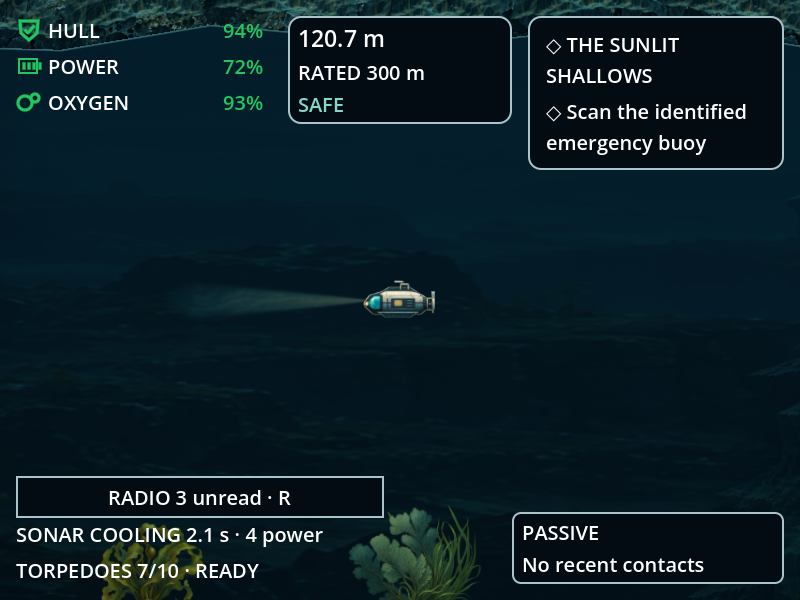 HULL 94%
POWER 72%
OXYGEN 93%
120.7 m
RATED 300 m
SAFE
◇ THE SUNLIT
SHALLOWS
◇ Scan the identified
emergency buoy
RADIO 3 unread · R
SONAR COOLING 2.1 s · 4 power
TORPEDOES 7/10 · READY
PASSIVE
No recent contacts